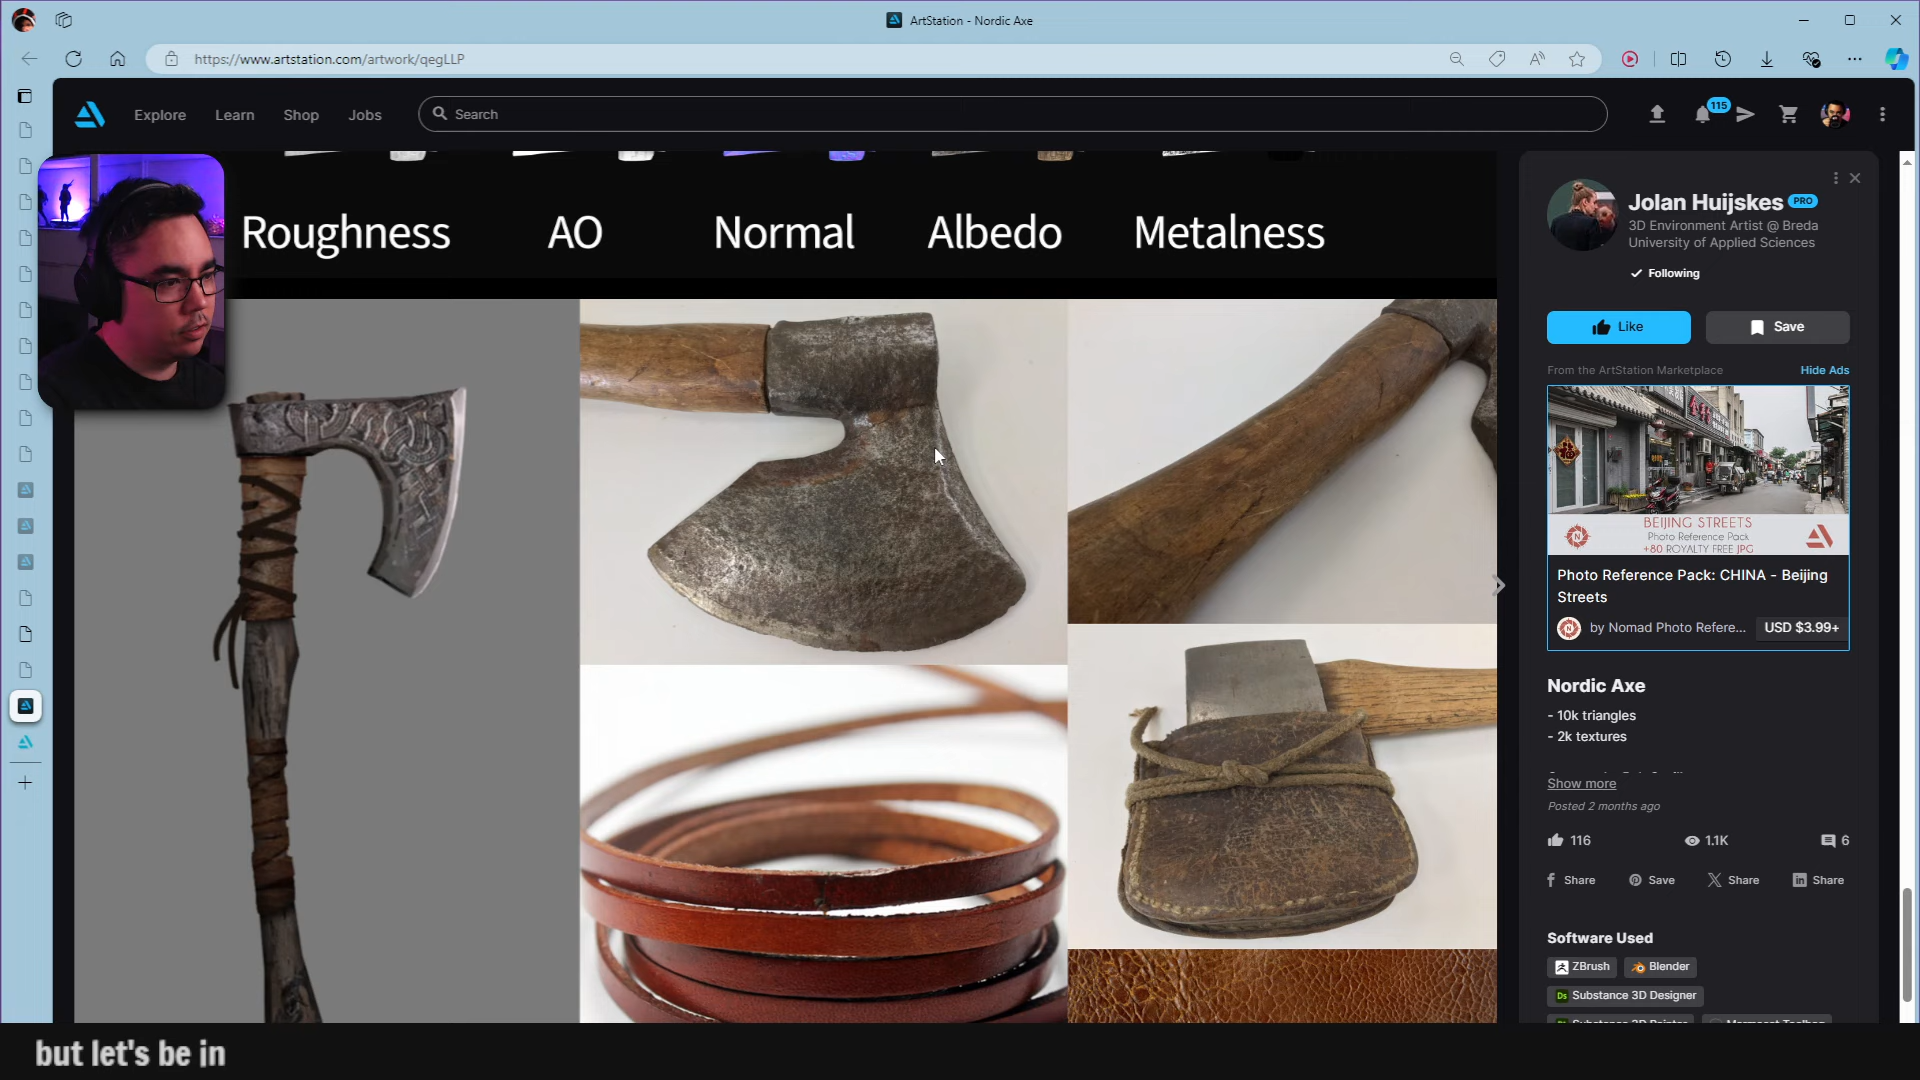 ArtStation - Nordic Axe
https://www.artstation.com/artwork/qegLLP
Explore
Learn
Shop
Jobs
Search
115
Roughness
AO
Normal
Albedo
Metalness
Jolan Huijskes
PRO
3D Environment Artist @ Breda
University of Applied Sciences
Following
Like
Save
From the ArtStation Marketplace
Hide Ads
BEIJING STREETS
Photo Reference Pack
+80 ROYALTY FREE JPG
Photo Reference Pack: CHINA - Beijing
Streets
by Nomad Photo Refere...
USD $3.99+
Nordic Axe
- 10k triangles
- 2k textures
Show more
Posted 2 months ago
116
1.1K
6
Share
Save
Share
Share
Software Used
ZBrush
Blender
Ds Substance 3D Designer
but let's be in